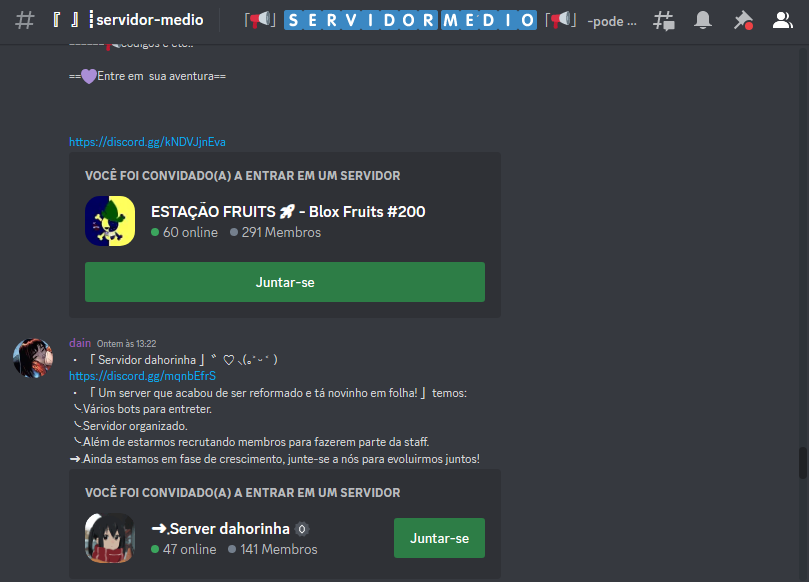 『 』┋servidor-medio
「📢」 🇸 🇪 🇷 🇻 🇮 🇩 🇴 🇷 🇲 🇪 🇩 🇮 🇴 「📢」 -pode ...
==💜Entre em sua aventura==
https://discord.gg/kNDVJjnEva
VOCÊ FOI CONVIDADO(A) A ENTRAR EM UM SERVIDOR
ESTAÇÃO FRUITS 🚀 - Blox Fruits #200
60 online 291 Membros
Juntar-se
dain Ontem às 13:22
・「 Servidor dahorinha 」〝 ♡ ⸜(｡˃ ᵕ ˂ )
https://discord.gg/mqnbEfrS
・「 Um server que acabou de ser reformado e tá novinho em folha! 」 temos:
╰Vários bots para entreter.
╰Servidor organizado.
╰Além de estarmos recrutando membros para fazerem parte da staff.
➜.Ainda estamos em fase de crescimento, junte-se a nós para evoluirmos juntos!
VOCÊ FOI CONVIDADO(A) A ENTRAR EM UM SERVIDOR
➜.Server dahorinha
47 online 141 Membros
Juntar-se